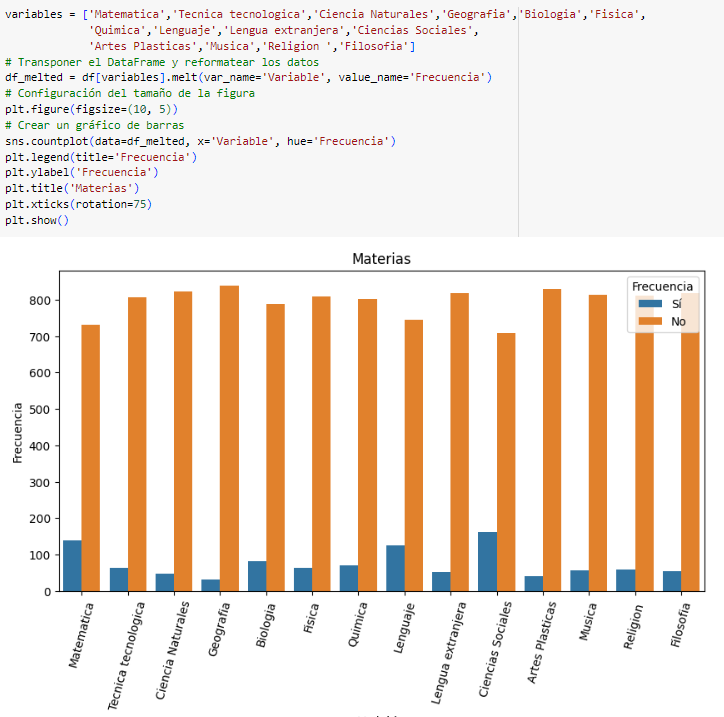 variables = ['Matematica','Tecnica tecnologica','Ciencia Naturales','Geografia','Biologia','Fisica',
'Quimica','Lenguaje','Lengua extranjera','Ciencias Sociales',
'Artes Plasticas','Musica','Religion ','Filosofia']
# Transponer el DataFrame y reformatear los datos
df_melted = df[variables].melt(var_name='Variable', value_name='Frecuencia')
# Configuración del tamaño de la figura
plt.figure(figsize=(10, 5))
# Crear un gráfico de barras
sns.countplot(data=df_melted, x='Variable', hue='Frecuencia')
plt.legend(title='Frecuencia')
plt.ylabel('Frecuencia')
plt.title('Materias')
plt.xticks(rotation=75)
plt.show()
Materias
Frecuencia
Sí
No
800
700
600
500
400
300
200
100
0
Frecuencia
Matematica
Tecnica tecnologica
Ciencia Naturales
Geografia
Biologia
Fisica
Quimica
Lenguaje
Lengua extranjera
Ciencias Sociales
Artes Plasticas
Musica
Religion
Filosofia